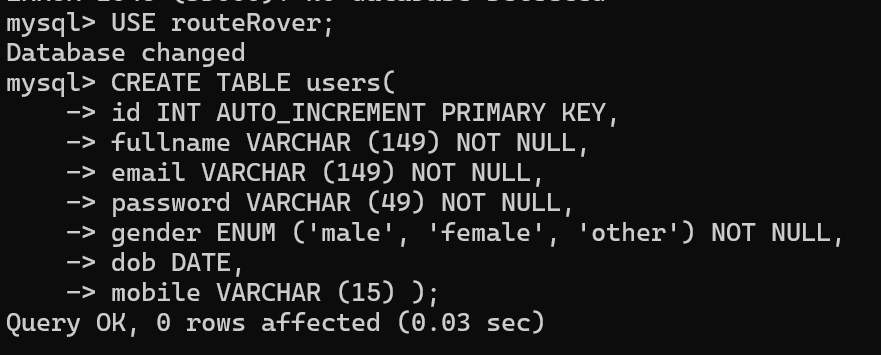 mysql> USE routeRover;
Database changed
mysql> CREATE TABLE users(
    -> id INT AUTO_INCREMENT PRIMARY KEY,
    -> fullname VARCHAR (149) NOT NULL,
    -> email VARCHAR (149) NOT NULL,
    -> password VARCHAR (49) NOT NULL,
    -> gender ENUM ('male', 'female', 'other') NOT NULL,
    -> dob DATE,
    -> mobile VARCHAR (15) );
Query OK, 0 rows affected (0.03 sec)